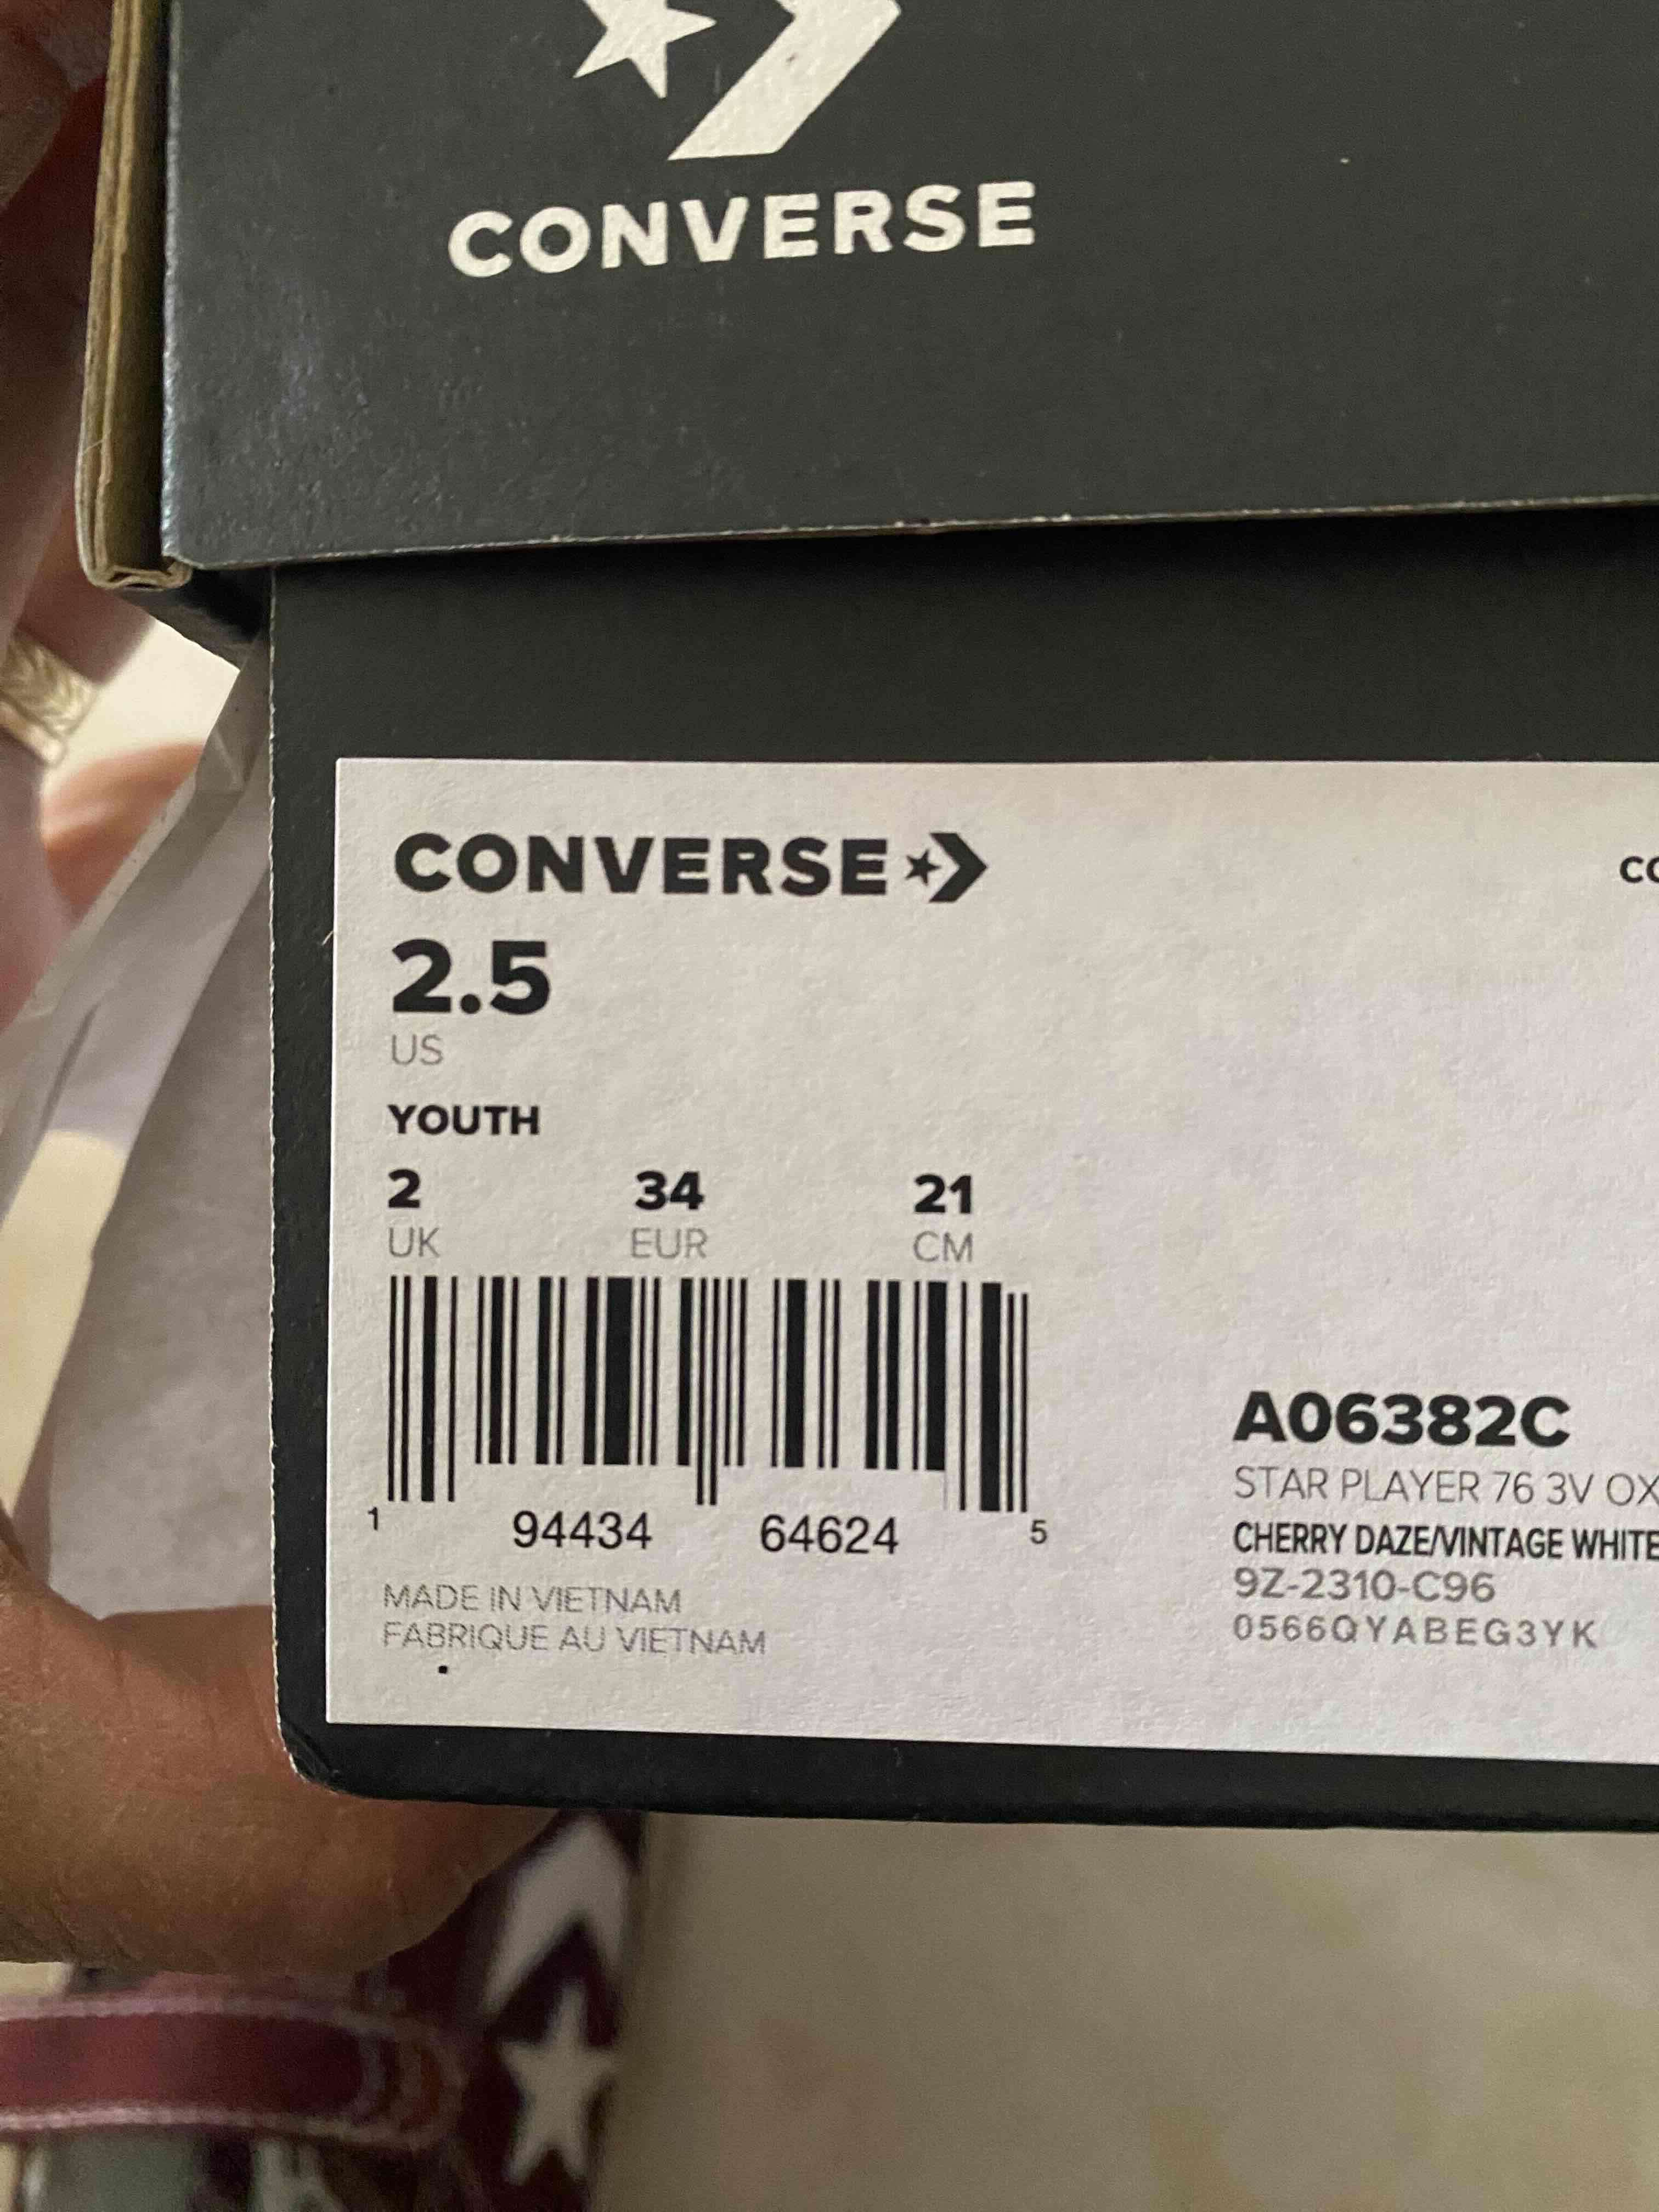 CONVERSE
CONVERSE
2.5
US
YOUTH
2 34 21
UK EUR CM
1 94434 64624 5
MADE IN VIETNAM
FABRIQUE AU VIETNAM
A06382C
STAR PLAYER 76 3V OX
CHERRY DAZE/VINTAGE WHITE
9Z-2310-C96
0566QYABEG3YK